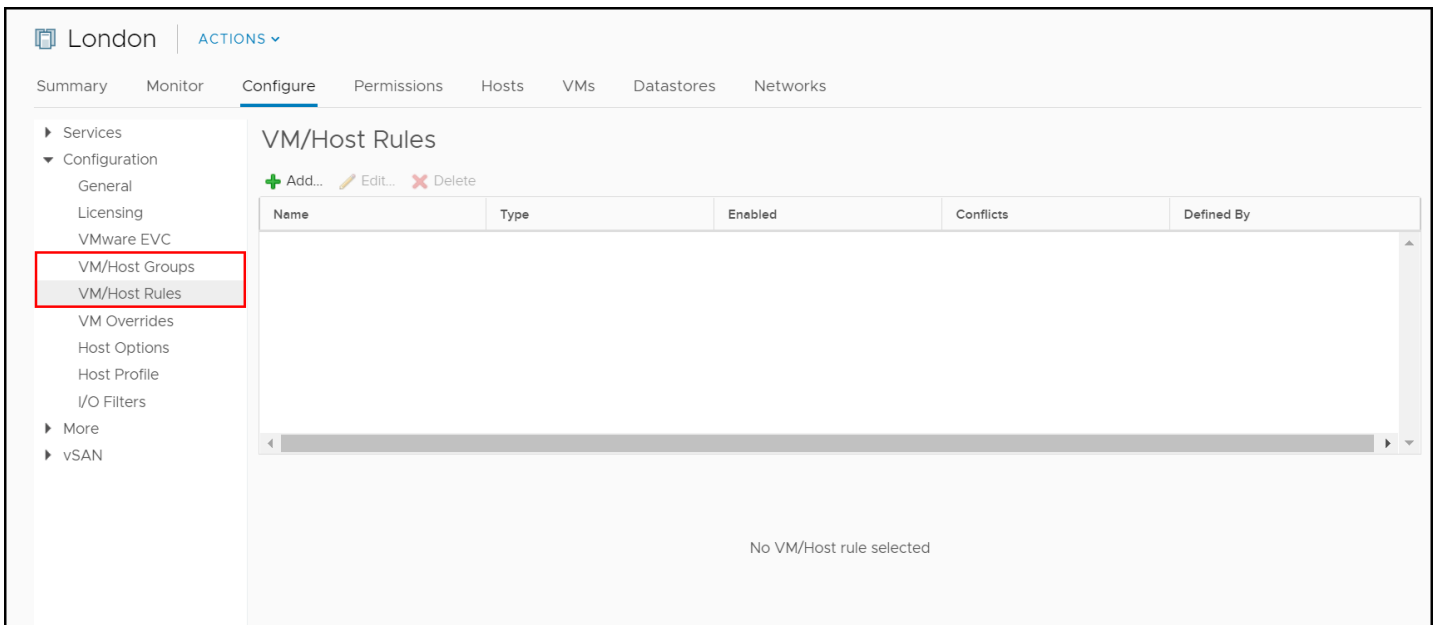 London ACTIONS
Summary Monitor Configure Permissions Hosts VMs Datastores Networks
Services
Configuration
General
Licensing
VMware EVC
VM/Host Groups
VM/Host Rules
VM Overrides
Host Options
Host Profile
I/O Filters
More
vSAN
VM/Host Rules
Add... Edit... Delete
Name Type Enabled Conflicts Defined By
No VM/Host rule selected